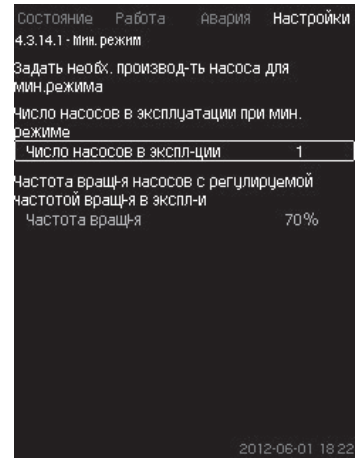 Состояние Работа Авария Настройки
4.3.14.1 - Мин. режим
Задать необх. производ-ть насоса для
мин.режима
Число насосов в эксплуатации при мин.
режиме
Число насосов в экспл-ции 1
Частота вращ-я насосов с регулируемой
частотой вращ-я в экспл-и
Частота вращ-я 70%
2012-06-01 18:22